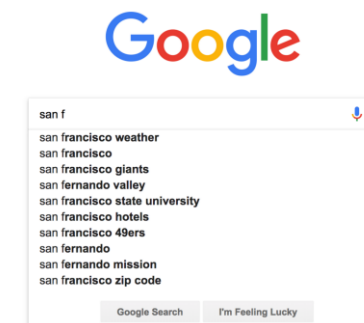 Google
san f
san francisco weather
san francisco
san francisco giants
san fernando valley
san francisco state university
san francisco hotels
san francisco 49ers
san fernando
san fernando mission
san francisco zip code
Google Search I'm Feeling Lucky